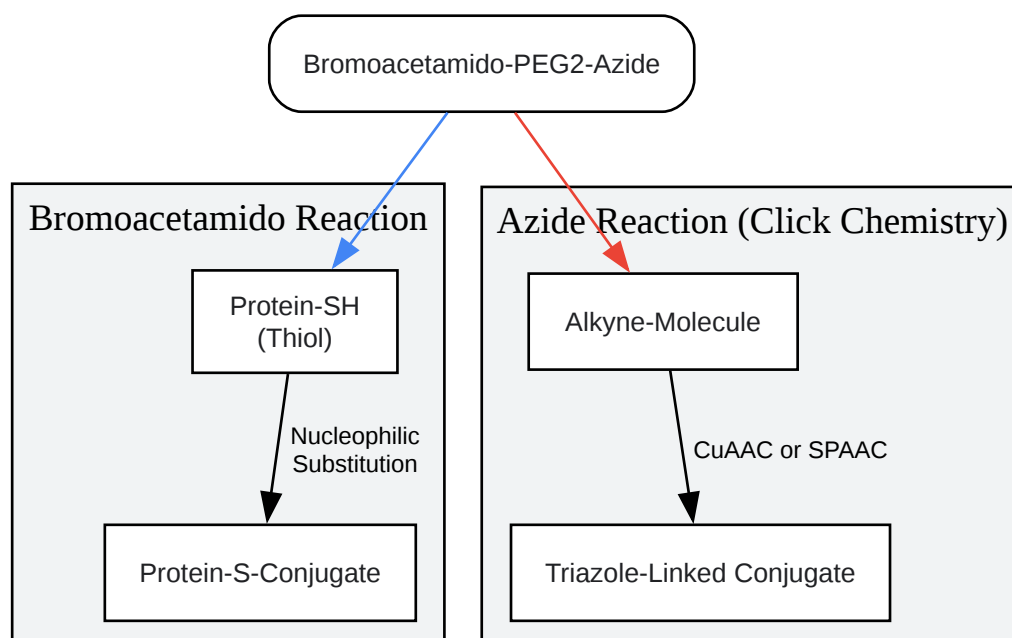 Bromoacetamido-PEG2-Azide
Bromoacetamido Reaction
Protein-SH
(Thiol)
Nucleophilic
Substitution
Protein-S-Conjugate
Azide Reaction (Click Chemistry)
Alkyne-Molecule
CuAAC or SPAAC
Triazole-Linked Conjugate